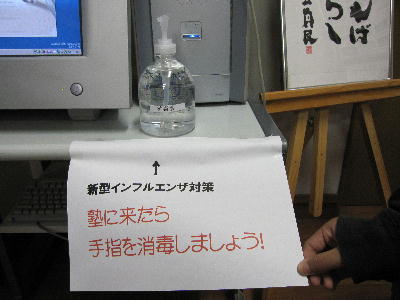 ↑
新型インフルエンザ対策
塾に来たら
手指を消毒しましょう!